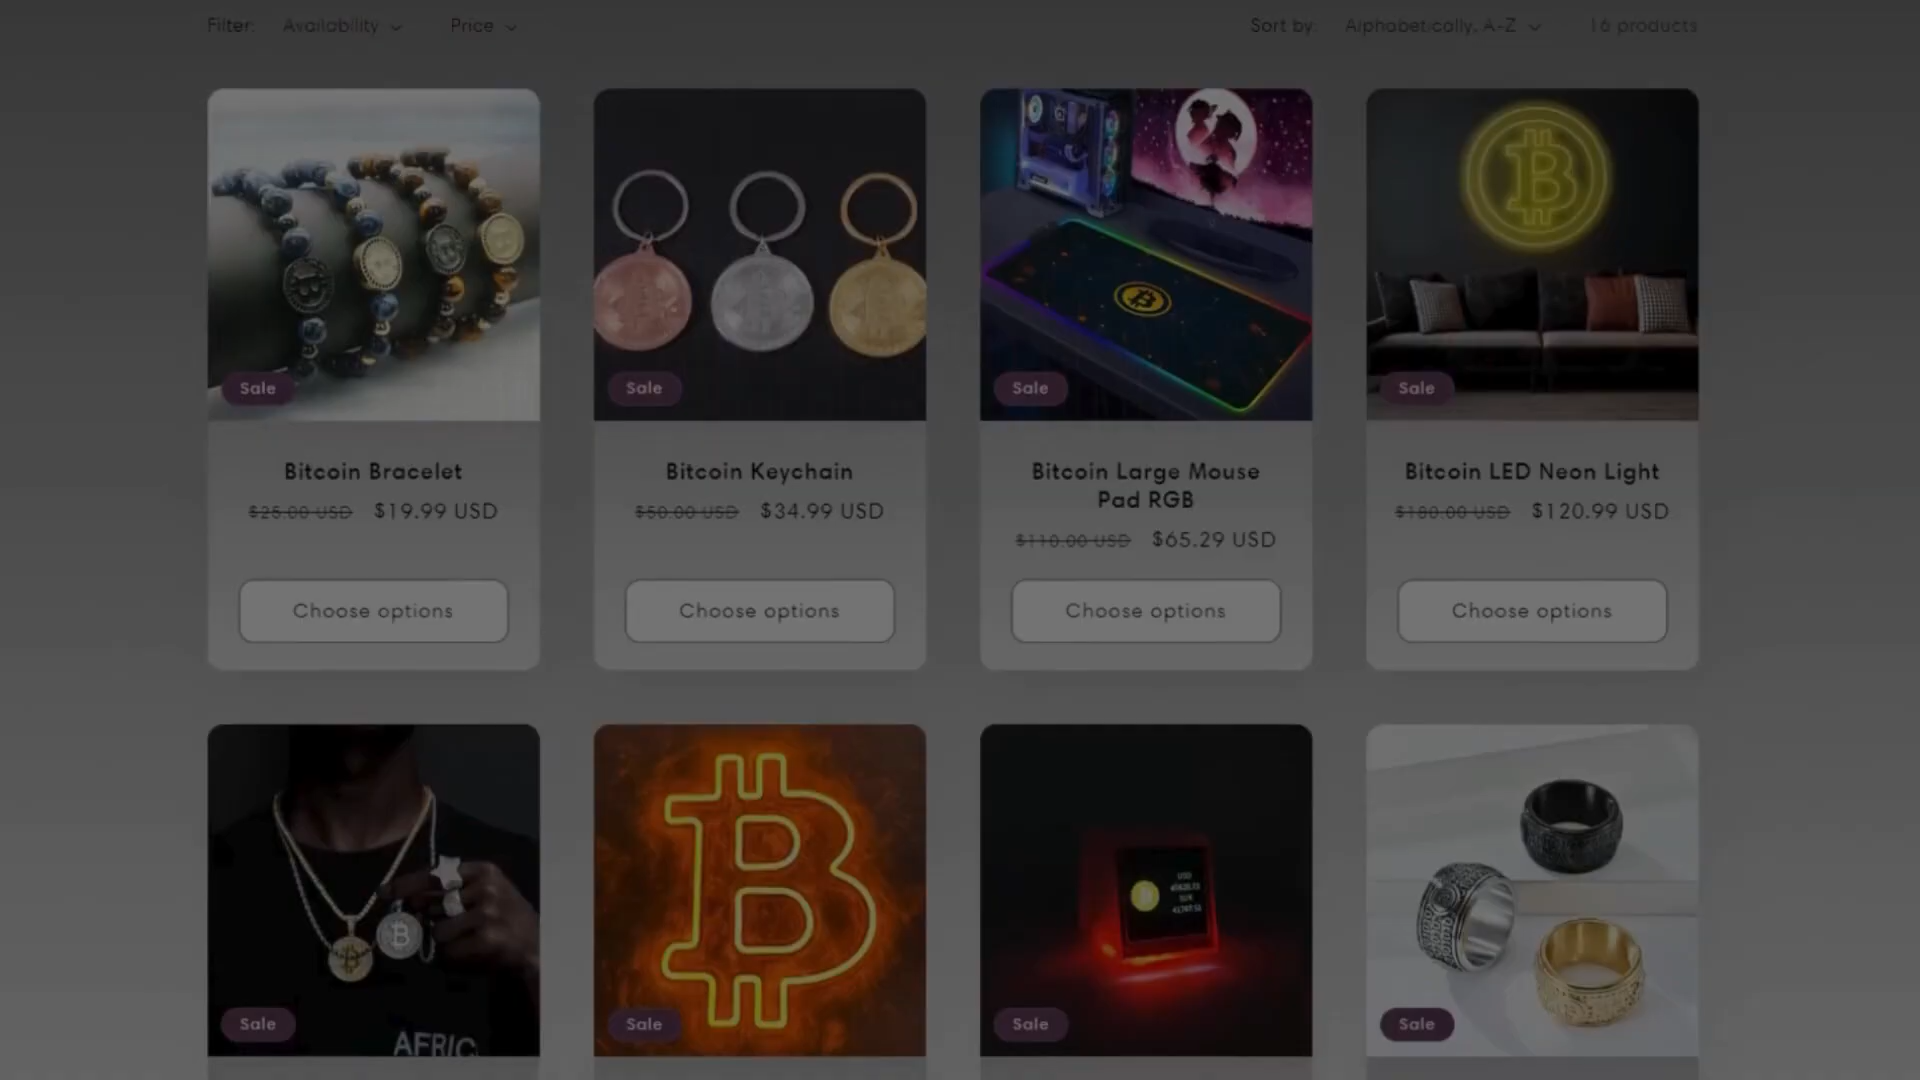 Filter: Availability Price Sort by: Alphabetically, A-Z 16 products
Sale Sale Sale Sale
Bitcoin Bracelet
$25.00 USD $19.99 USD
Choose options
Bitcoin Keychain
$50.00 USD $34.99 USD
Choose options
Bitcoin Large Mouse
Pad RGB
$110.00 USD $65.29 USD
Choose options
Bitcoin LED Neon Light
$180.00 USD $120.99 USD
Choose options
AFRIC
USD
Sale Sale Sale Sale